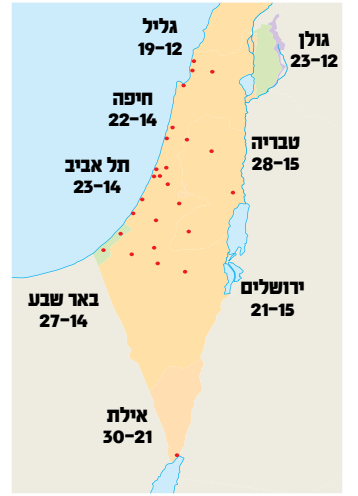 גליל
19-12
גולן
23-12
חיפה
22-14
טבריה
28-15
תל אביב
23-14
ירושלים
21-15
באר שבע
27-14
אילת
30-21